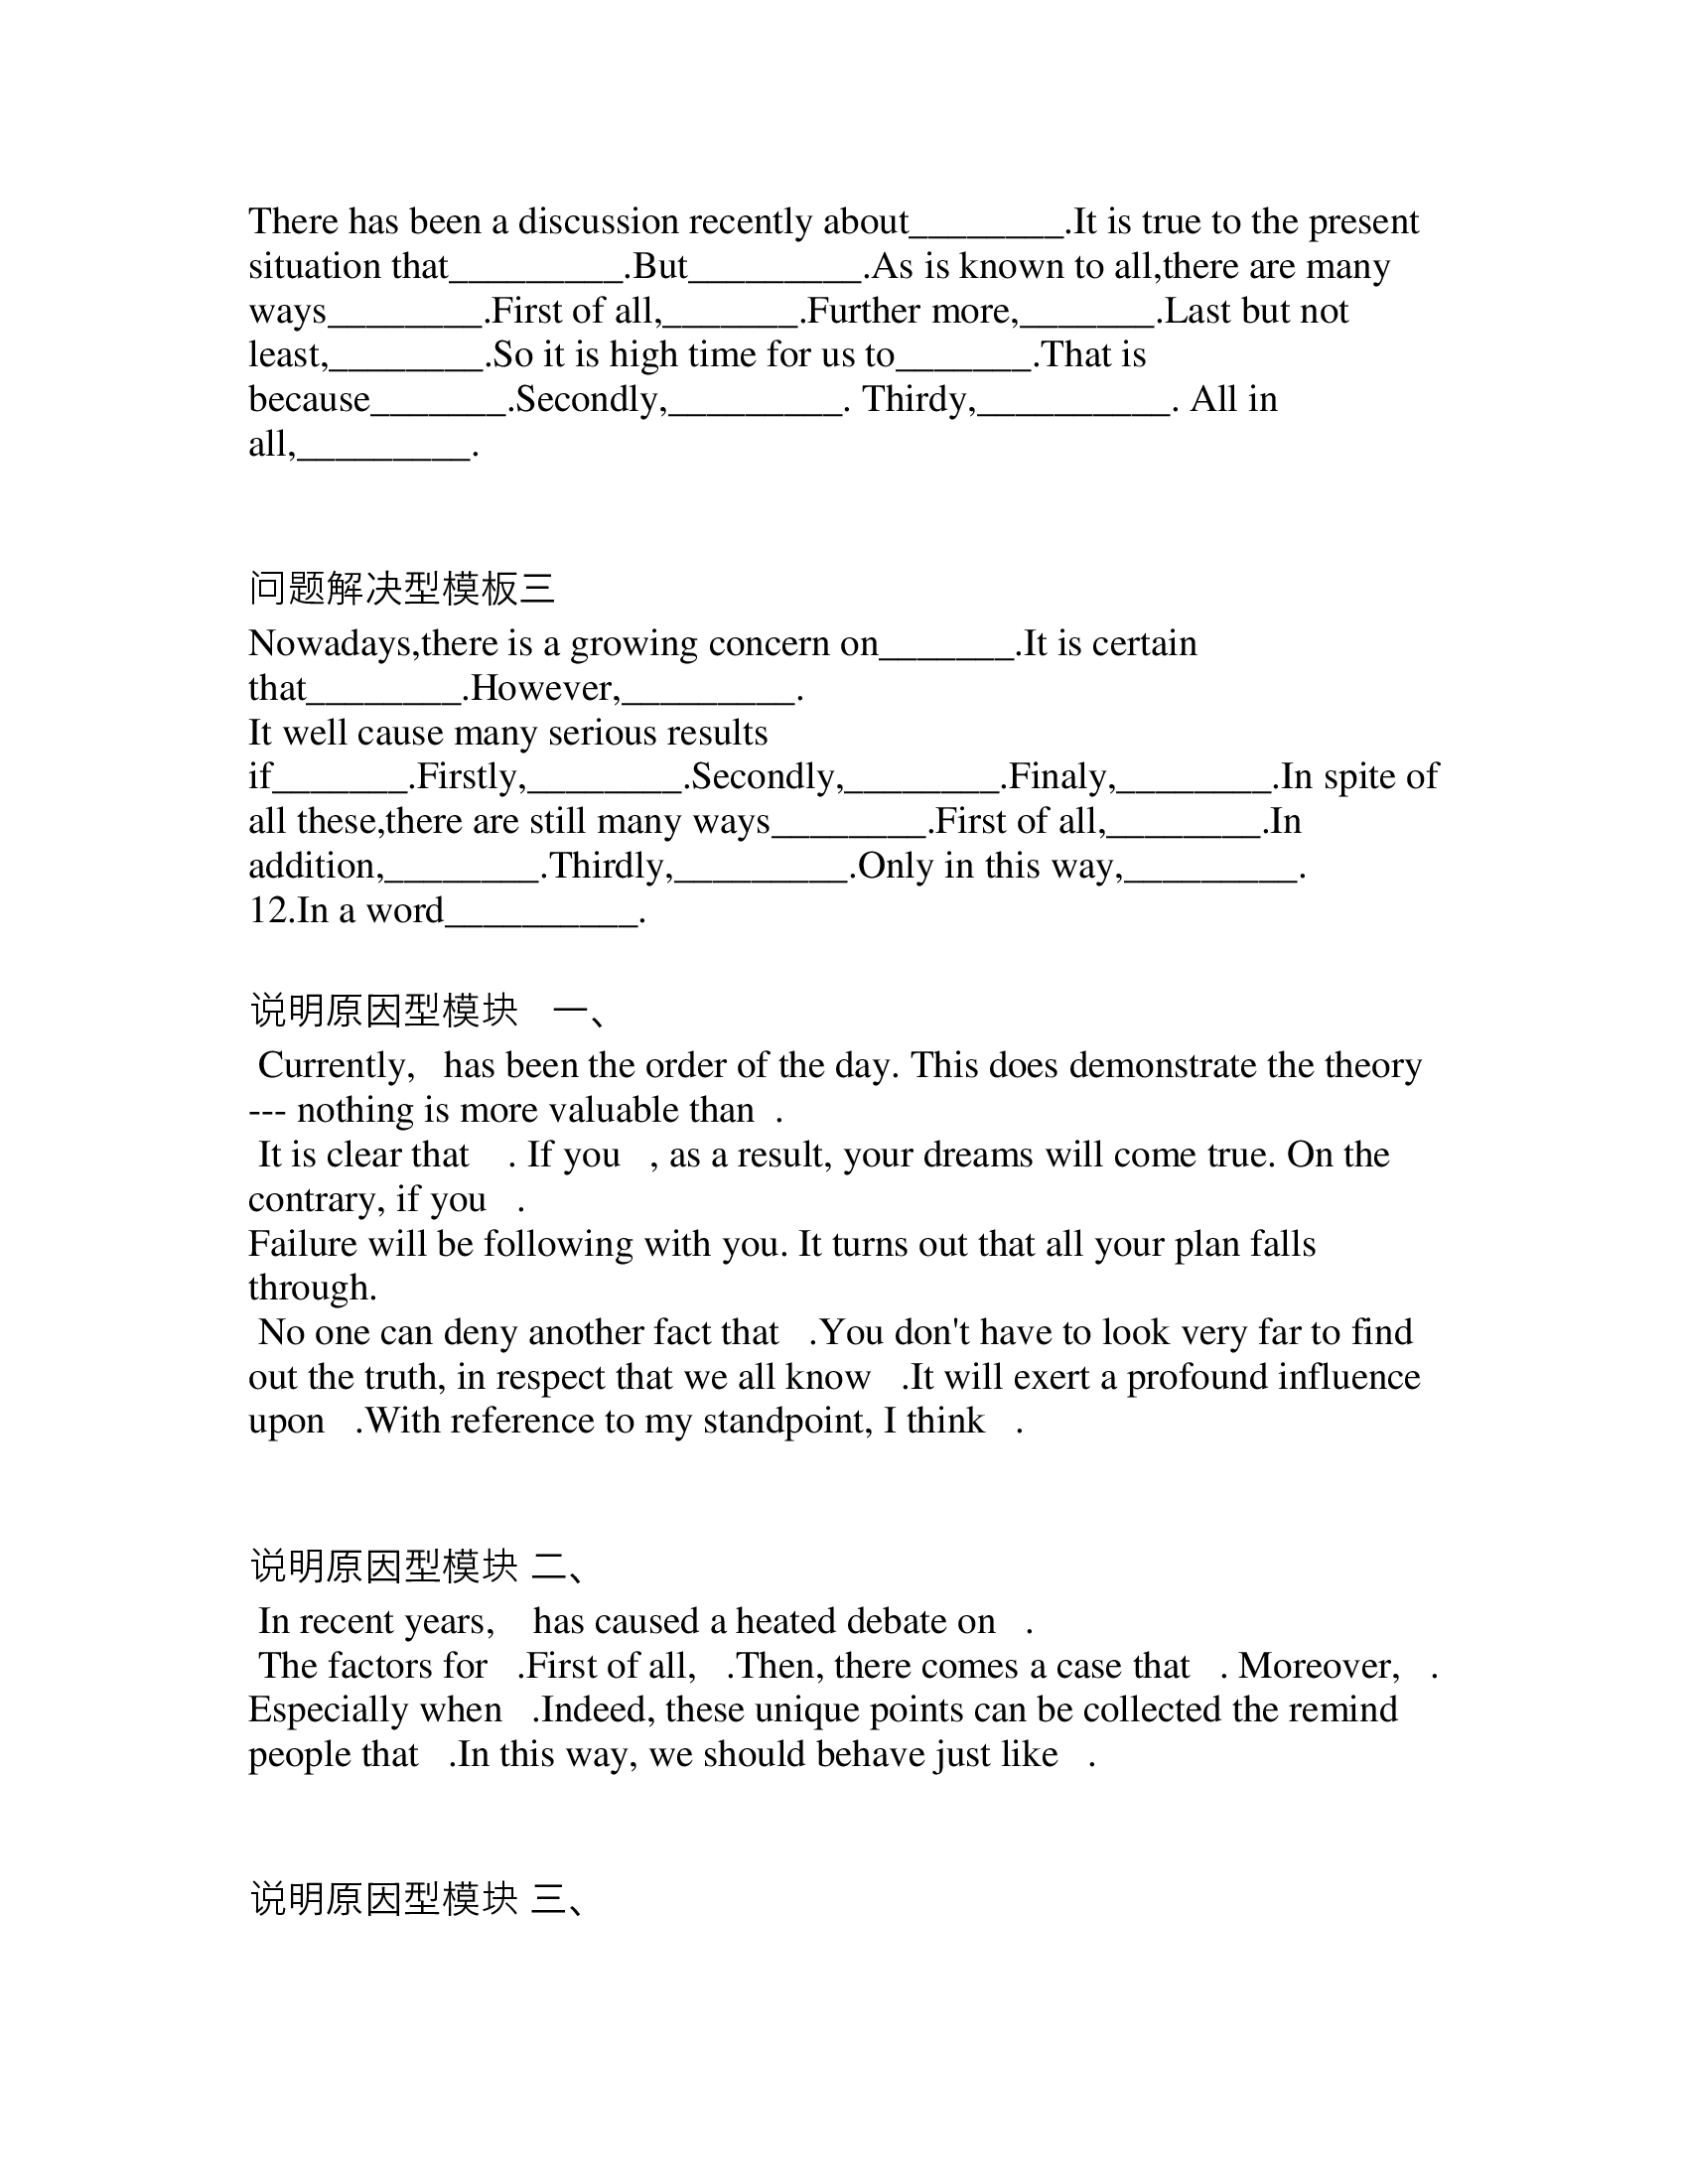 There has been a discussion recently about________.It is true to the present
situation that_________.But_________.As is known to all,there are many
ways________.First of all,_______.Further more,_______.Last but not
least,________.So it is high time for us to_______.That is
because_______.Secondly,_________. Thirdy,__________. All in
all,_________.
问题解决型模板三
Nowadays,there is a growing concern on_______.It is certain
that________.However,_________.
It well cause many serious results
if_______.Firstly,________.Secondly,________.Finaly,________.In spite of
all these,there are still many ways________.First of all,________.In
addition,________.Thirdly,_________.Only in this way,_________.
12.In a word__________.
说明原因型模块   一、
Currently,   has been the order of the day. This does demonstrate the theory
--- nothing is more valuable than  .
It is clear that    . If you   , as a result, your dreams will come true. On the
contrary, if you   .
Failure will be following with you. It turns out that all your plan falls
through.
No one can deny another fact that   .You don't have to look very far to find
out the truth, in respect that we all know   .It will exert a profound influence
upon   .With reference to my standpoint, I think   .
说明原因型模块 二、
In recent years,    has caused a heated debate on   .
The factors for   .First of all,   .Then, there comes a case that   . Moreover,   .
Especially when   .Indeed, these unique points can be collected the remind
people that   .In this way, we should behave just like   .
说明原因型模块 三、